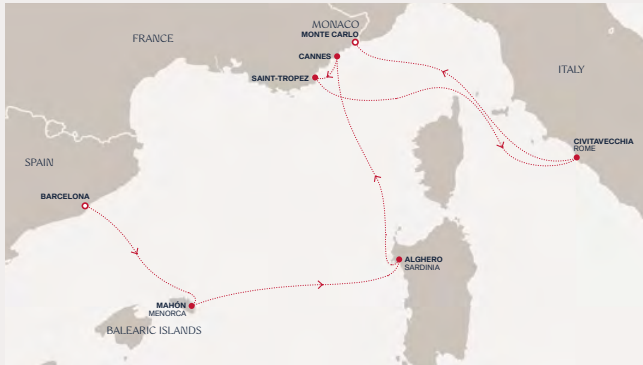 MONACO
MONTE CARLO
FRANCE
CANNES
ITALY
SAINT-TROPEZ
CIVITAVECCHIA
ROME
SPAIN
BARCELONA
ALGHERO
SARDINIA
MAHÓN
MENORCA
BALEARIC ISLANDS